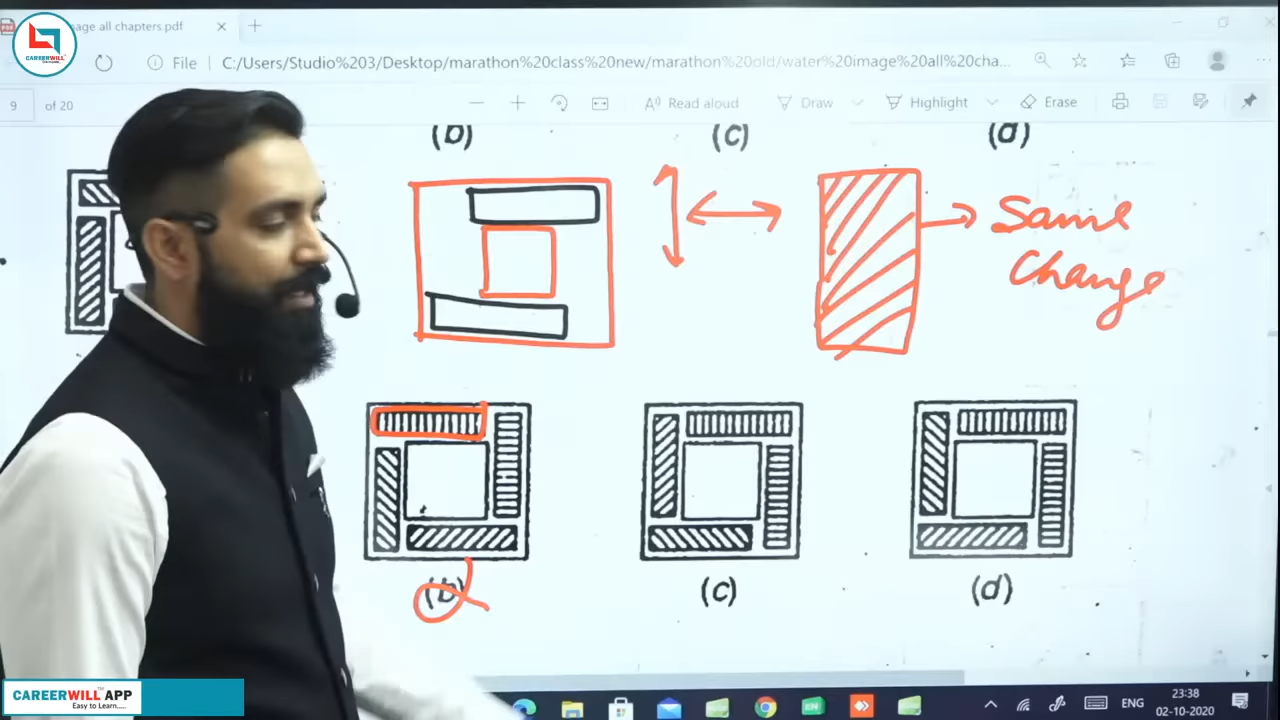 nage all chapters.pdf
CAREERWILL
File
C:/Users/Studio%203/Desktop/marathon%20class%20new/marathon%20old/water%20image%20all%20cha...
9 of 20
Read aloud
Draw
Highlight
Erase
(b) (c) (d)
Same
Change
(b) (c) (d)
CAREERWILL APP
Easy to Learn.....
ENG
23:38
02-10-2020